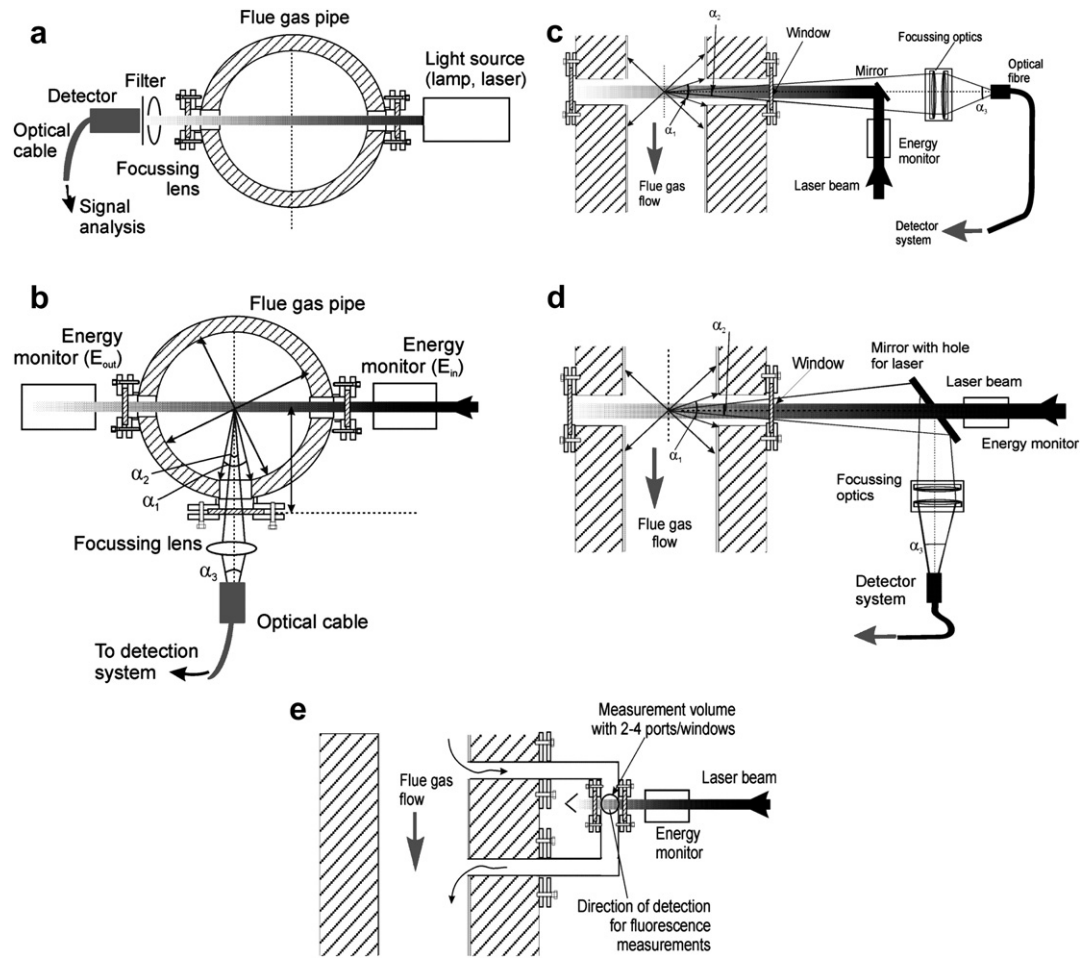 a
Flue gas pipe
Light source
(lamp, laser)
Filter
Detector
Optical
cable
Focussing
lens
Signal
analysis
b
Flue gas pipe
Energy
monitor (Eout)
Energy
monitor (Ein)
α2
α1
Focussing lens
α3
Optical cable
To detection
system
c
α2
Window
Focussing optics
Mirror
Optical
fibre
α1
α3
Energy
monitor
Flue gas
flow
Laser beam
Detector
system
d
α2
Window
Mirror with hole
for laser
Laser beam
α1
Energy monitor
Focussing
optics
Flue gas
flow
α3
Detector
system
e
Measurement volume
with 2-4 ports/windows
Flue gas
flow
Laser beam
Energy
monitor
Direction of detection
for fluorescence
measurements